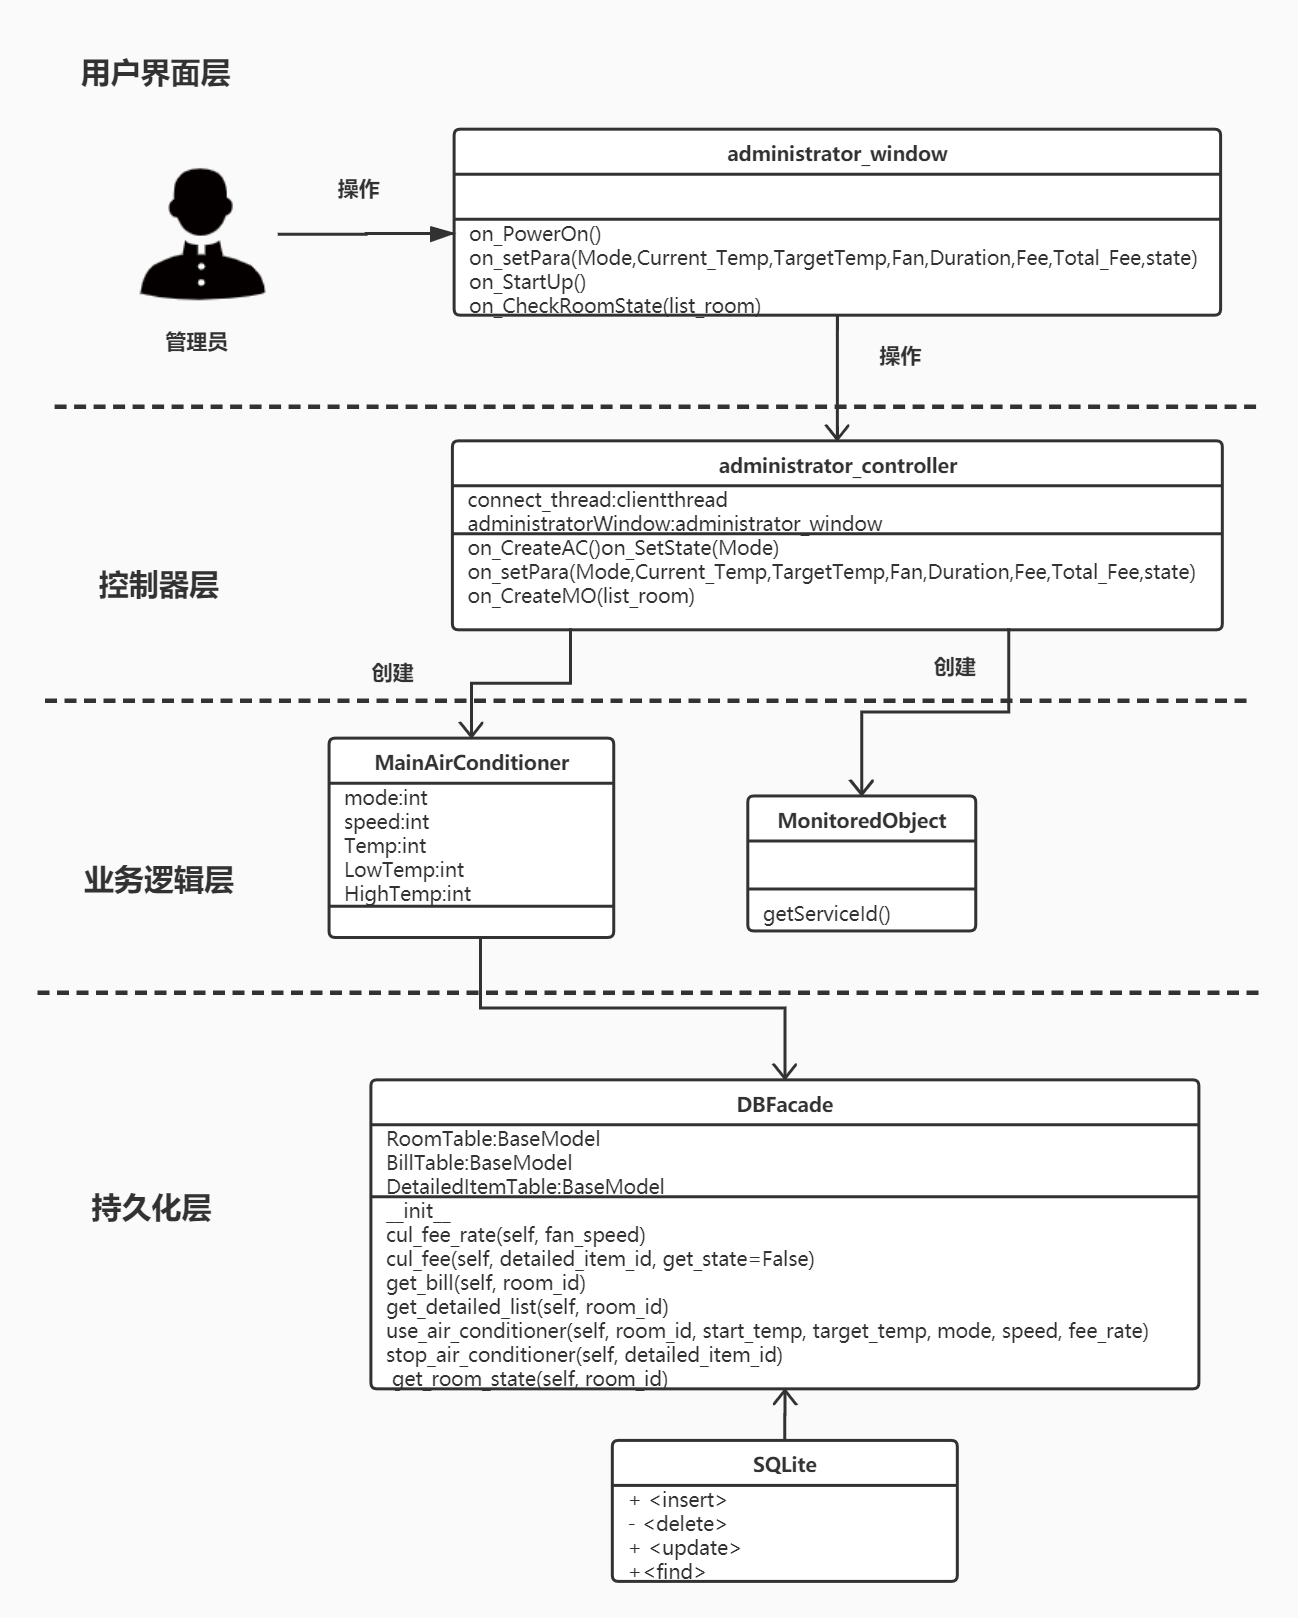 用户界面层
administrator_window
操作
on_PowerOn()
on_setPara(Mode,Current_Temp,TargetTemp,Fan,Duration,Fee,Total_Fee,state)
on_StartUp()
on_CheckRoomState(list_room)
管理员
操作
administrator_controller
connect_thread:clientthread
administratorWindow:administrator_window
on_CreateAC()on_SetState(Mode)
on_setPara(Mode,Current_Temp,TargetTemp,Fan,Duration,Fee,Total_Fee,state)
on_CreateMO(list_room)
控制器层
创建
创建
MainAirConditioner
mode:int
speed:int
Temp:int
LowTemp:int
HighTemp:int
MonitoredObject
getServiceId()
业务逻辑层
DBFacade
RoomTable:BaseModel
BillTable:BaseModel
DetailedItemTable:BaseModel
__init__
cul_fee_rate(self, fan_speed)
cul_fee(self, detailed_item_id, get_state=False)
get_bill(self, room_id)
get_detailed_list(self, room_id)
use_air_conditioner(self, room_id, start_temp, target_temp, mode, speed, fee_rate)
stop_air_conditioner(self, detailed_item_id)
get_room_state(self, room_id)
持久化层
SQLite
+ <insert>
- <delete>
+ <update>
+<find>